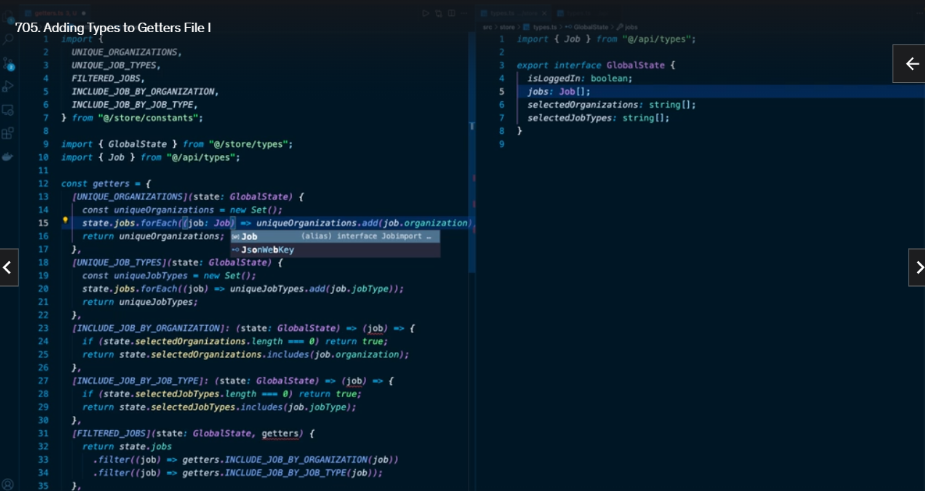 705. Adding Types to Getters File I
1 import {
2 UNIQUE_ORGANIZATIONS,
3 UNIQUE_JOB_TYPES,
4 FILTERED_JOBS,
5 INCLUDE_JOB_BY_ORGANIZATION,
6 INCLUDE_JOB_BY_JOB_TYPE,
7 } from "@/store/constants";
8
9 import { GlobalState } from "@/store/types";
10 import { Job } from "@/api/types";
11
12 const getters = {
13 [UNIQUE_ORGANIZATIONS](state: GlobalState) {
14 const uniqueOrganizations = new Set();
15 state.jobs.forEach((job: Job) => uniqueOrganizations.add(job.organization)
16 return uniqueOrganizations;
Job (alias) interface Jobimport …
17 },
JsonWebKey
18 [UNIQUE_JOB_TYPES](state: GlobalState) {
19 const uniqueJobTypes = new Set();
20 state.jobs.forEach((job) => uniqueJobTypes.add(job.jobType));
21 return uniqueJobTypes;
22 },
23 [INCLUDE_JOB_BY_ORGANIZATION]: (state: GlobalState) => (job) => {
24 if (state.selectedOrganizations.length === 0) return true;
25 return state.selectedOrganizations.includes(job.organization);
26 },
27 [INCLUDE_JOB_BY_JOB_TYPE]: (state: GlobalState) => (job) => {
28 if (state.selectedJobTypes.length === 0) return true;
29 return state.selectedJobTypes.includes(job.jobType);
30 },
31 [FILTERED_JOBS](state: GlobalState, getters) {
32 return state.jobs
33 .filter((job) => getters.INCLUDE_JOB_BY_ORGANIZATION(job))
34 .filter((job) => getters.INCLUDE_JOB_BY_JOB_TYPE(job));
35 },
src > store > types.ts > GlobalState > jobs
1 import { Job } from "@/api/types";
2
3 export interface GlobalState {
4 isLoggedIn: boolean;
5 jobs: Job[];
6 selectedOrganizations: string[];
7 selectedJobTypes: string[];
8 }
9